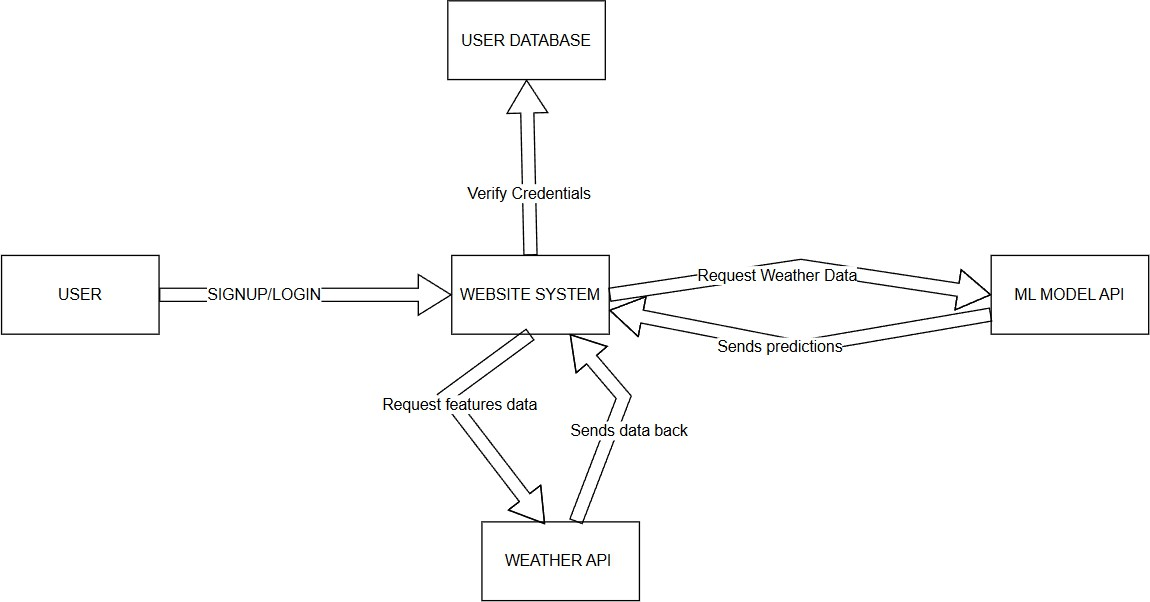 USER DATABASE
Verify Credentials
USER
SIGNUP/LOGIN
WEBSITE SYSTEM
Request Weather Data
ML MODEL API
Sends predictions
Request features data
Sends data back
WEATHER API